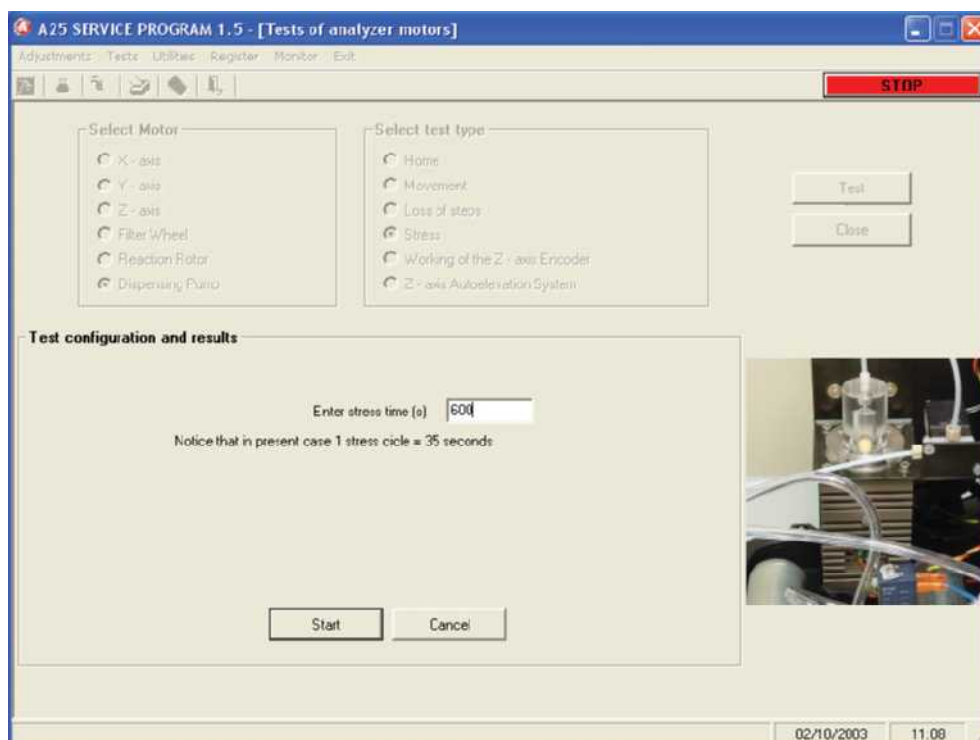 A25 SERVICE PROGRAM 1.5 - [Tests of analyzer motors]
Adjustments Tests Utilities Register Monitor Exit
STOP
Select Motor
X - axis
Y - axis
Z - axis
Filter Wheel
Reaction Rotor
Dispensing Pump
Select test type
Home
Movement
Loss of steps
Stress
Working of the Z - axis Encoder
Z - axis Autoelevation System
Test
Close
Test configuration and results
Enter stress time (s) 600
Notice that in present case 1 stress cicle = 35 seconds
Start
Cancel
02/10/2003 11:08